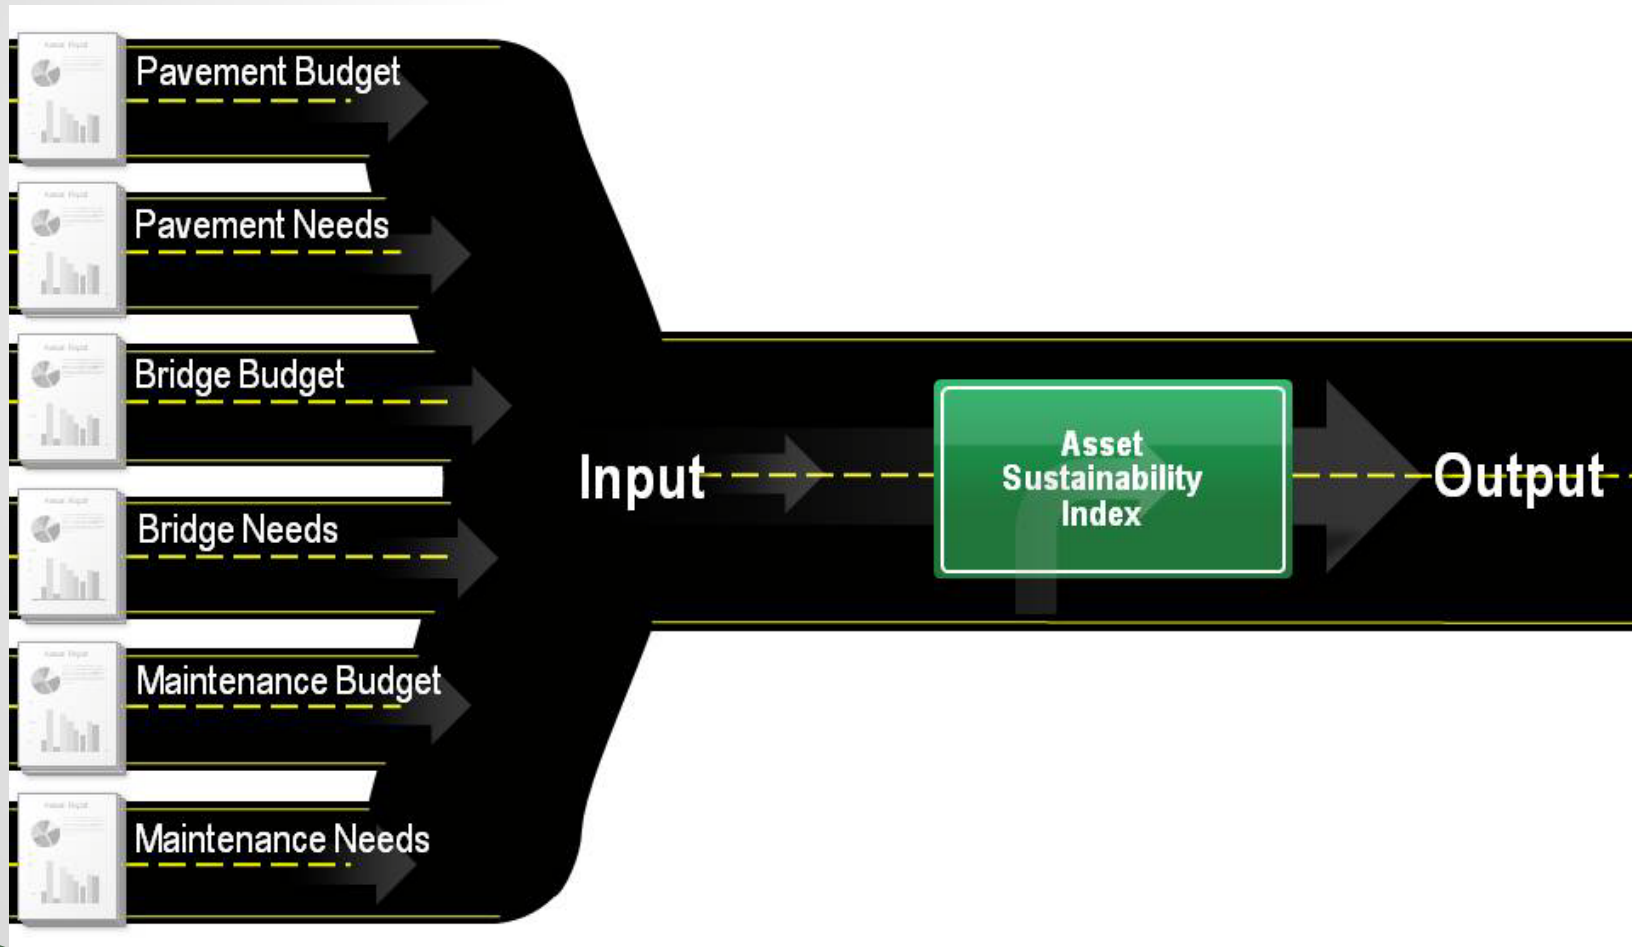 Pavement Budget
Pavement Needs
Bridge Budget
Bridge Needs
Maintenance Budget
Maintenance Needs
Input
Asset
Sustainability
Index
Output